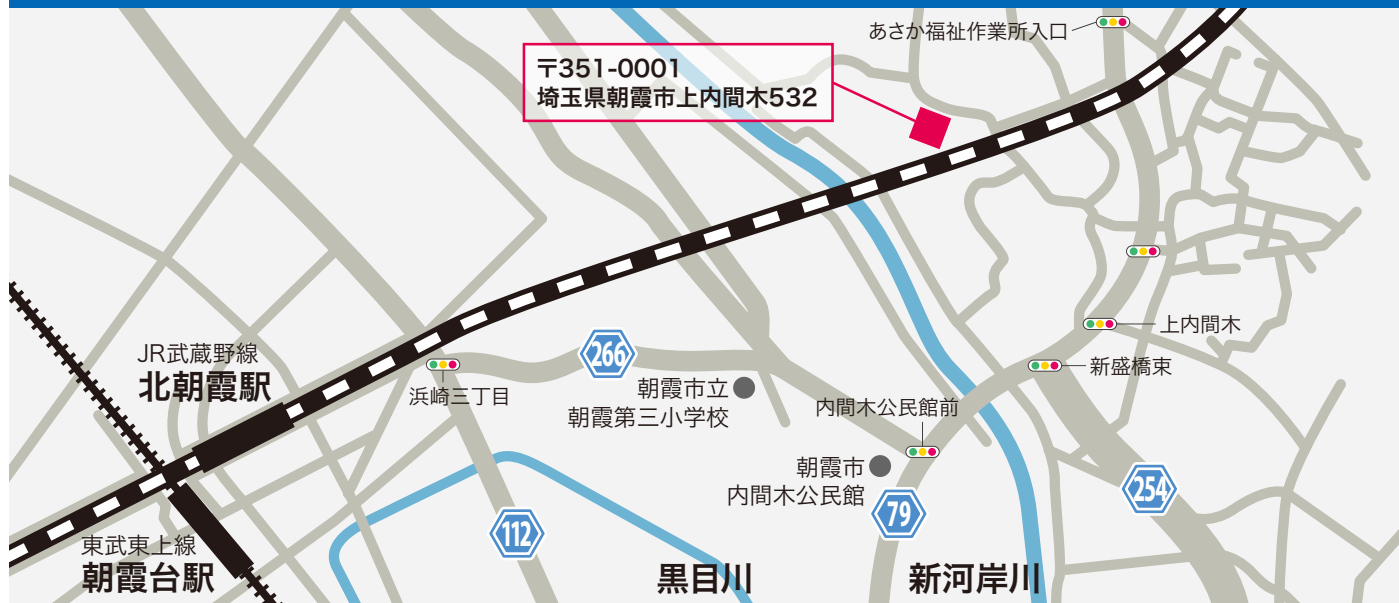 あさか福祉作業所入口
〒351-0001
埼玉県朝霞市上内間木532
上内間木
JR武蔵野線
北朝霞駅
266
新盛橋東
浜崎三丁目
朝霞市立
朝霞第三小学校
内間木公民館前
朝霞市
内間木公民館
254
79
112
東武東上線
朝霞台駅
黒目川
新河岸川